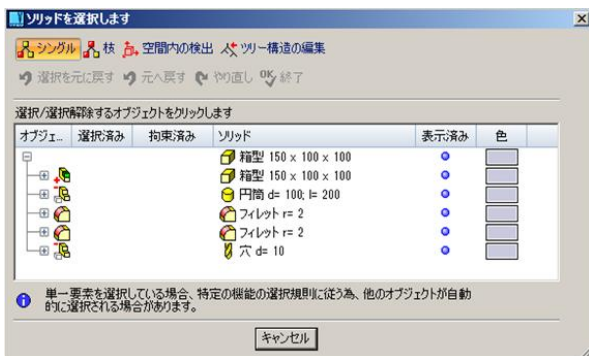 ソリッドを選択します
シングル 枝 空間内の検出 ツリー構造の編集
選択を元に戻す 元へ戻す やり直し OK 終了
選択/選択解除するオブジェクトをクリックします
オブジェ... 選択済み 拘束済み ソリッド 表示済み 色
箱型 150 x 100 x 100
箱型 150 x 100 x 100
円筒 d= 100; l= 200
フィレット r= 2
フィレット r= 2
穴 d= 10
単一要素を選択している場合、特定の機能の選択規則に従う為、他のオブジェクトが自動
的に選択される場合があります。
キャンセル